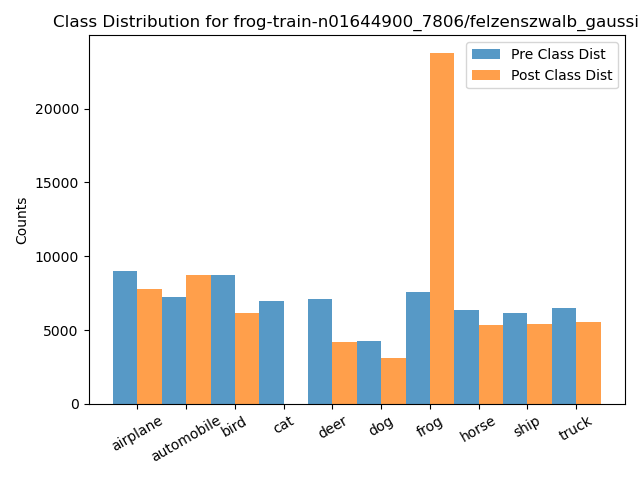 Class Distribution for frog-train-n01644900_7806/felzenszwalb_gaussi
Pre Class Dist
Post Class Dist
Counts
20000
15000
10000
5000
0
airplane
automobile
bird
cat
deer
dog
frog
horse
ship
truck